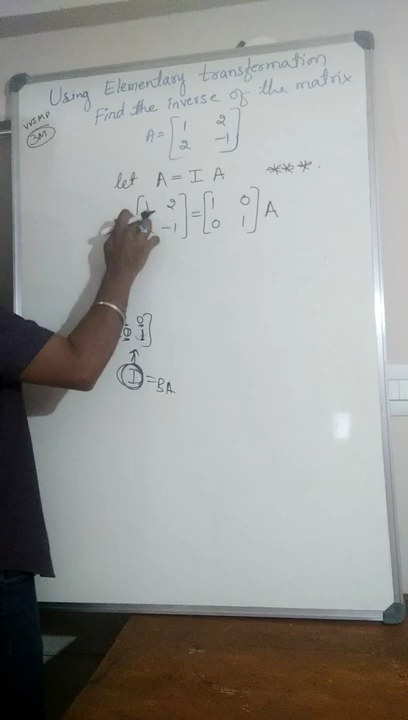 Using Elementary transformation
VVIMP Find the inverse of the matrix
3M
A = [1 2
2 -1]
let A = I A ***.
[1 2
-1] = [1 0
0 1] A
I = BA